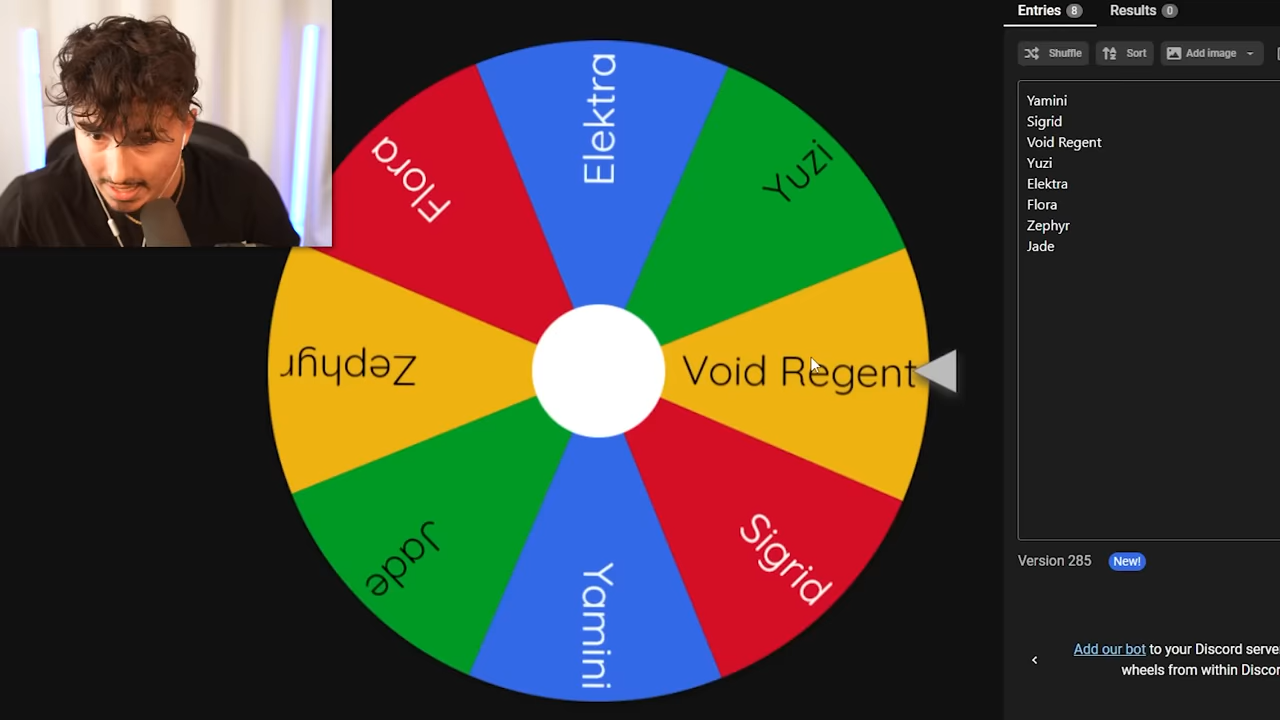 Entries 8 Results 0
Shuffle Sort Add image
Yamini
Sigrid
Void Regent
Yuzi
Elektra
Flora
Zephyr
Jade
Elektra
Yuzi
Flora
Void Regent
Zephyr
Sigrid
Jade
Yamini
Version 285 New!
Add our bot to your Discord serve
wheels from within Discor